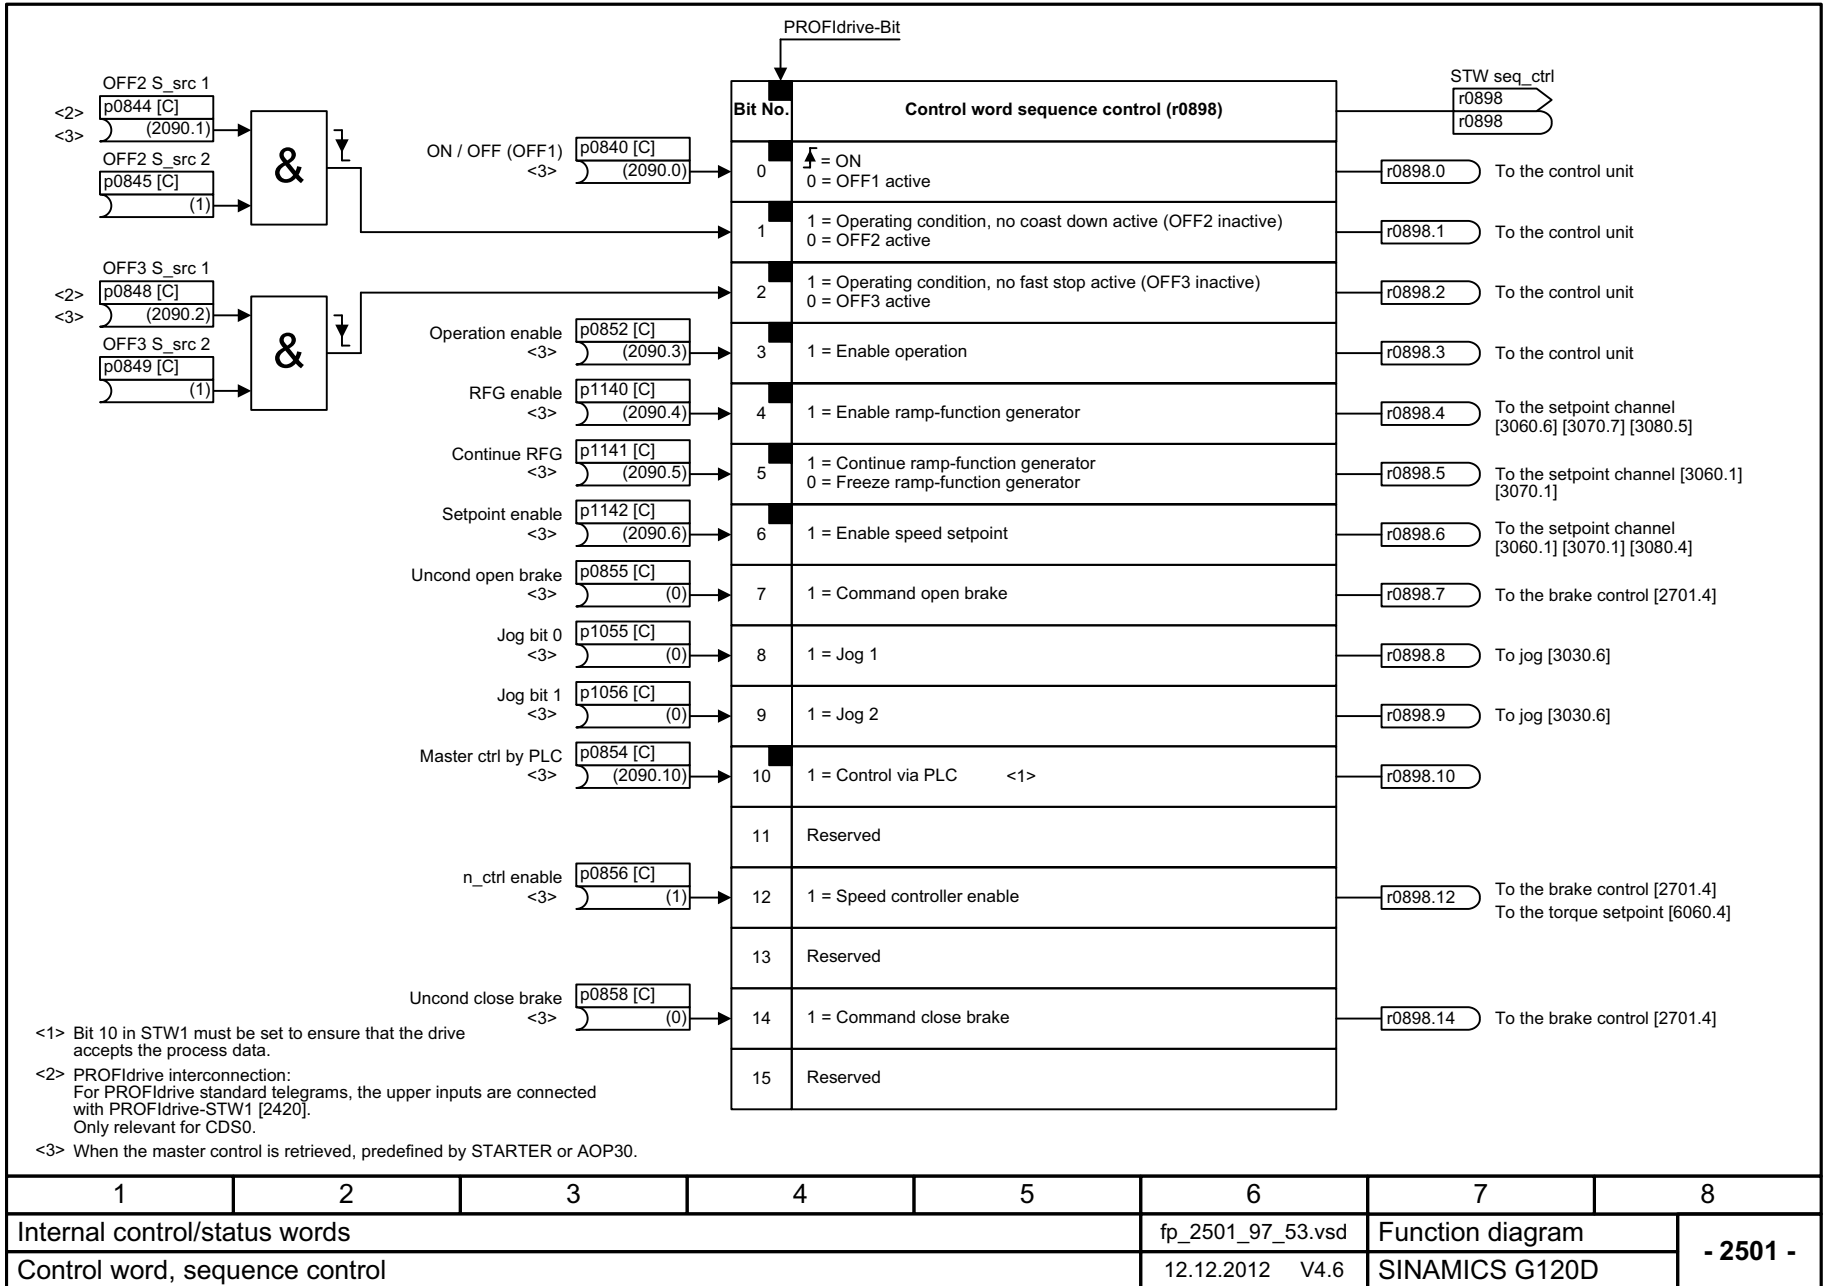 PROFIdrive-Bit
OFF2 S_src 1
<2>
p0844 [C]
<3>
(2090.1)
OFF2 S_src 2
p0845 [C]
(1)
&
OFF3 S_src 1
<2>
p0848 [C]
<3>
(2090.2)
OFF3 S_src 2
p0849 [C]
(1)
&
Bit No.
Control word sequence control (r0898)
STW seq_ctrl
r0898
r0898
ON / OFF (OFF1)
<3>
p0840 [C]
(2090.0)
0
= ON
0 = OFF1 active
r0898.0
To the control unit
1
1 = Operating condition, no coast down active (OFF2 inactive)
0 = OFF2 active
r0898.1
To the control unit
2
1 = Operating condition, no fast stop active (OFF3 inactive)
0 = OFF3 active
r0898.2
To the control unit
Operation enable
<3>
p0852 [C]
(2090.3)
3
1 = Enable operation
r0898.3
To the control unit
RFG enable
<3>
p1140 [C]
(2090.4)
4
1 = Enable ramp-function generator
r0898.4
To the setpoint channel
[3060.6] [3070.7] [3080.5]
Continue RFG
<3>
p1141 [C]
(2090.5)
5
1 = Continue ramp-function generator
0 = Freeze ramp-function generator
r0898.5
To the setpoint channel [3060.1]
[3070.1]
Setpoint enable
<3>
p1142 [C]
(2090.6)
6
1 = Enable speed setpoint
r0898.6
To the setpoint channel
[3060.1] [3070.1] [3080.4]
Uncond open brake
<3>
p0855 [C]
(0)
7
1 = Command open brake
r0898.7
To the brake control [2701.4]
Jog bit 0
<3>
p1055 [C]
(0)
8
1 = Jog 1
r0898.8
To jog [3030.6]
Jog bit 1
<3>
p1056 [C]
(0)
9
1 = Jog 2
r0898.9
To jog [3030.6]
Master ctrl by PLC
<3>
p0854 [C]
(2090.10)
10
1 = Control via PLC <1>
r0898.10
11
Reserved
n_ctrl enable
<3>
p0856 [C]
(1)
12
1 = Speed controller enable
r0898.12
To the brake control [2701.4]
To the torque setpoint [6060.4]
13
Reserved
Uncond close brake
<3>
p0858 [C]
(0)
14
1 = Command close brake
r0898.14
To the brake control [2701.4]
15
Reserved
<1> Bit 10 in STW1 must be set to ensure that the drive
accepts the process data.
<2> PROFIdrive interconnection:
For PROFIdrive standard telegrams, the upper inputs are connected
with PROFIdrive-STW1 [2420].
Only relevant for CDS0.
<3> When the master control is retrieved, predefined by STARTER or AOP30.
1 2 3 4 5 6 7 8
Internal control/status words
fp_2501_97_53.vsd
Function diagram
- 2501 -
Control word, sequence control
12.12.2012 V4.6
SINAMICS G120D